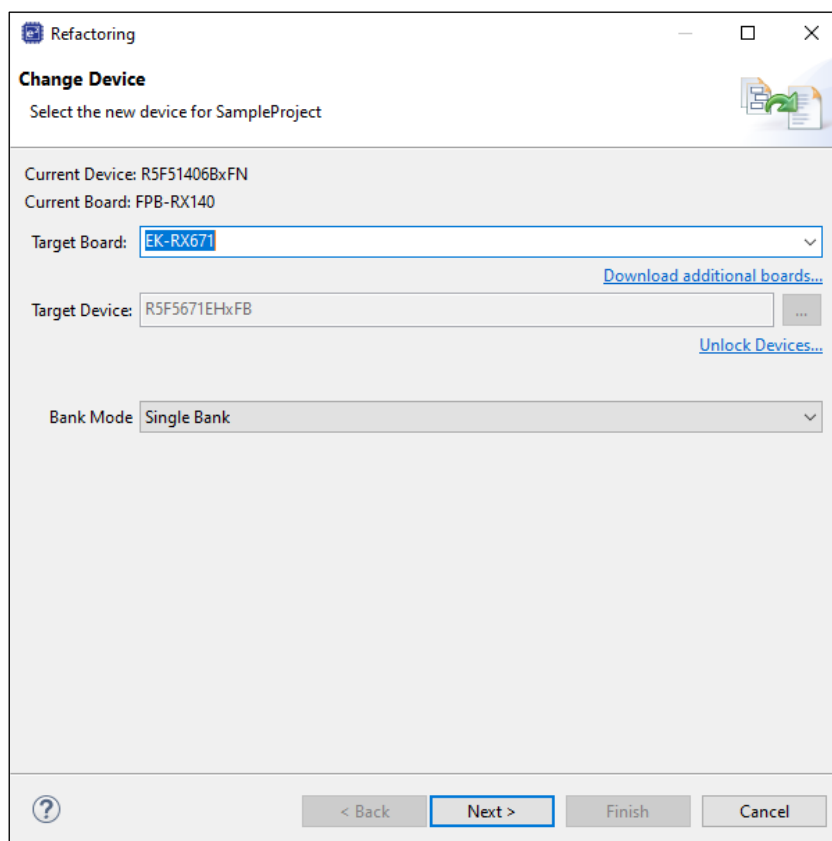 Refactoring
Change Device
Select the new device for SampleProject
Current Device: R5F51406BxFN
Current Board: FPB-RX140
Target Board: EK-RX671
Download additional boards...
Target Device: R5F5671EHxFB ...
Unlock Devices...
Bank Mode Single Bank
? < Back Next > Finish Cancel